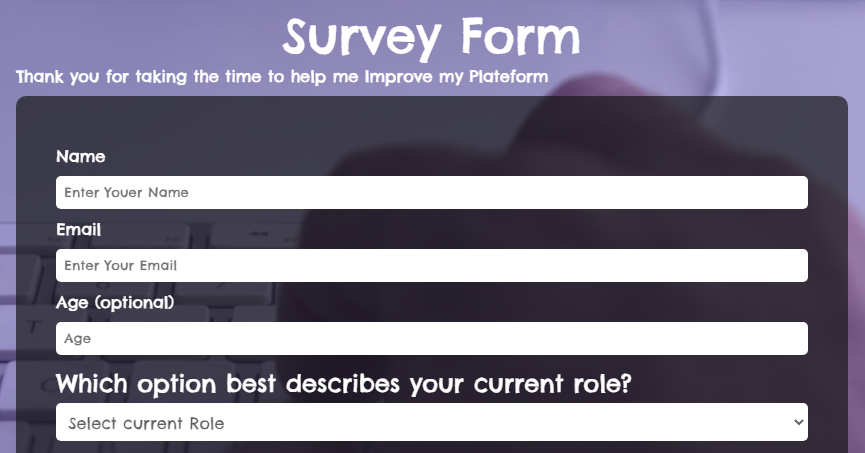 Survey Form
Thank you for taking the time to help me Improve my Plateform
Name
Enter Youer Name
Email
Enter Your Email
Age (optional)
Age
Which option best describes your current role?
Select current Role